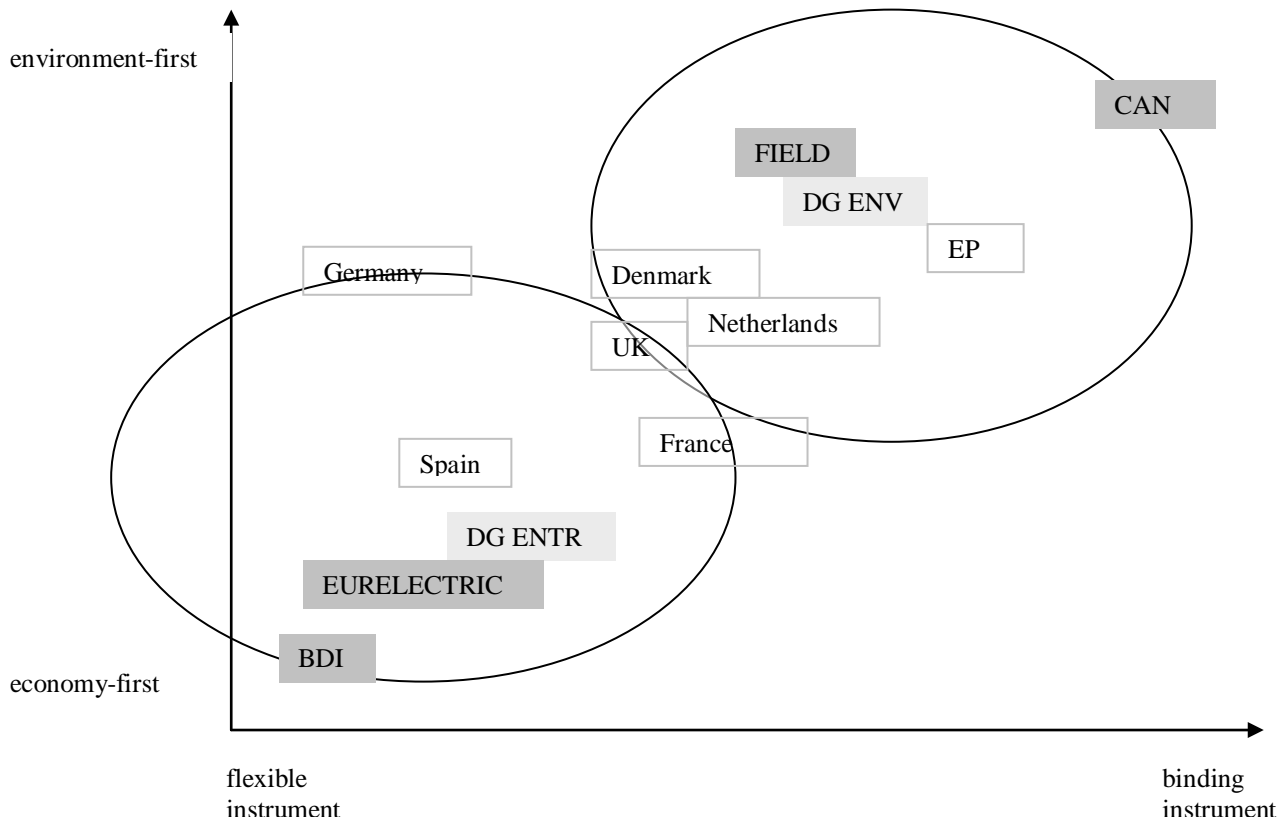 environment-first
CAN
FIELD
DG ENV
EP
Germany
Denmark
Netherlands
UK
France
Spain
DG ENTR
EURELECTRIC
BDI
economy-first
flexible
instrument
binding
instrument